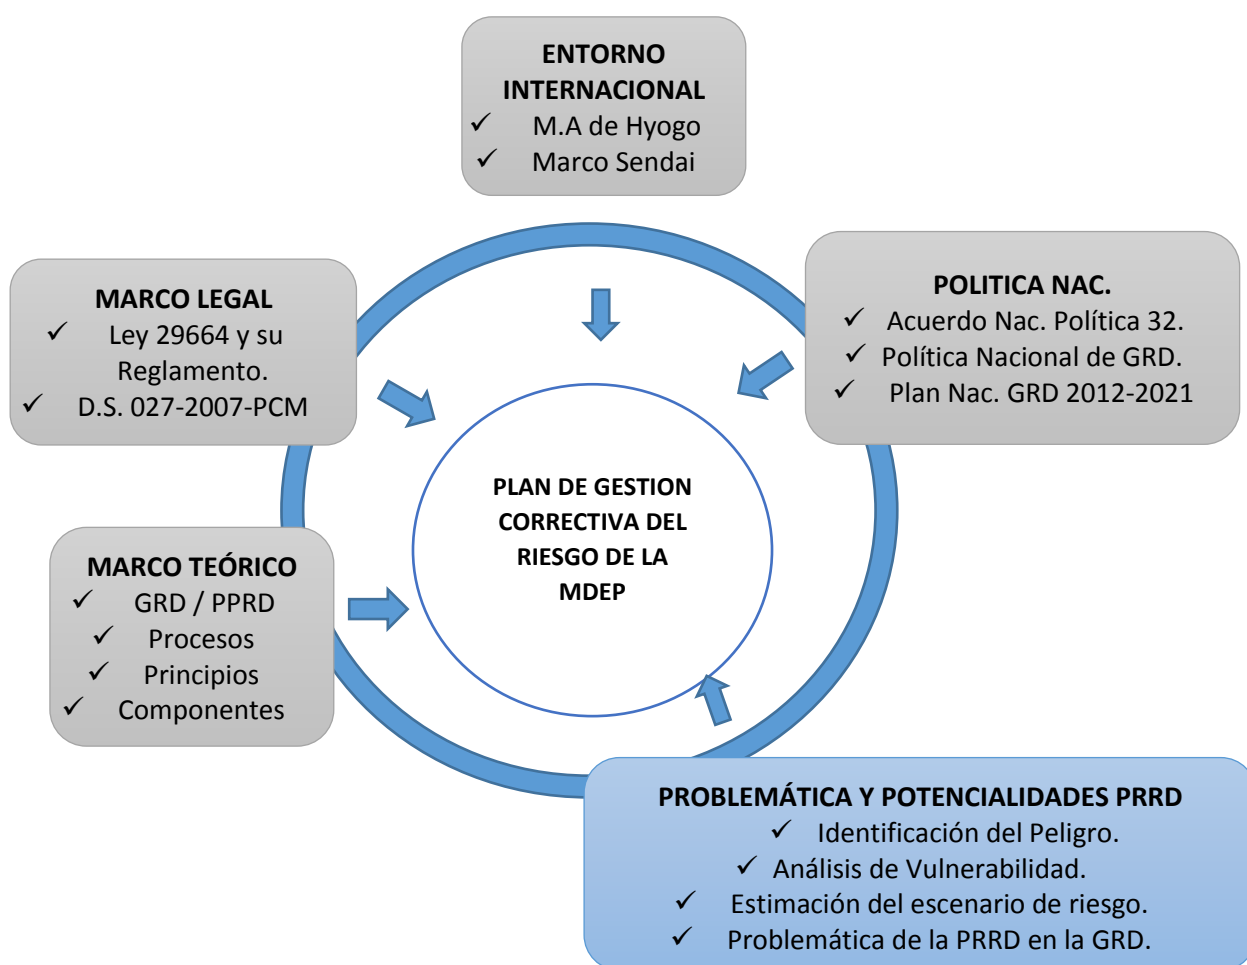 ENTORNO
INTERNACIONAL
✓ M.A de Hyogo
✓ Marco Sendai
MARCO LEGAL
✓ Ley 29664 y su
Reglamento.
✓ D.S. 027-2007-PCM
POLITICA NAC.
✓ Acuerdo Nac. Política 32.
✓ Política Nacional de GRD.
✓ Plan Nac. GRD 2012-2021
PLAN DE GESTION
CORRECTIVA DEL
RIESGO DE LA
MDEP
MARCO TEÓRICO
✓ GRD / PPRD
✓ Procesos
✓ Principios
✓ Componentes
PROBLEMÁTICA Y POTENCIALIDADES PRRD
✓ Identificación del Peligro.
✓ Análisis de Vulnerabilidad.
✓ Estimación del escenario de riesgo.
✓ Problemática de la PRRD en la GRD.